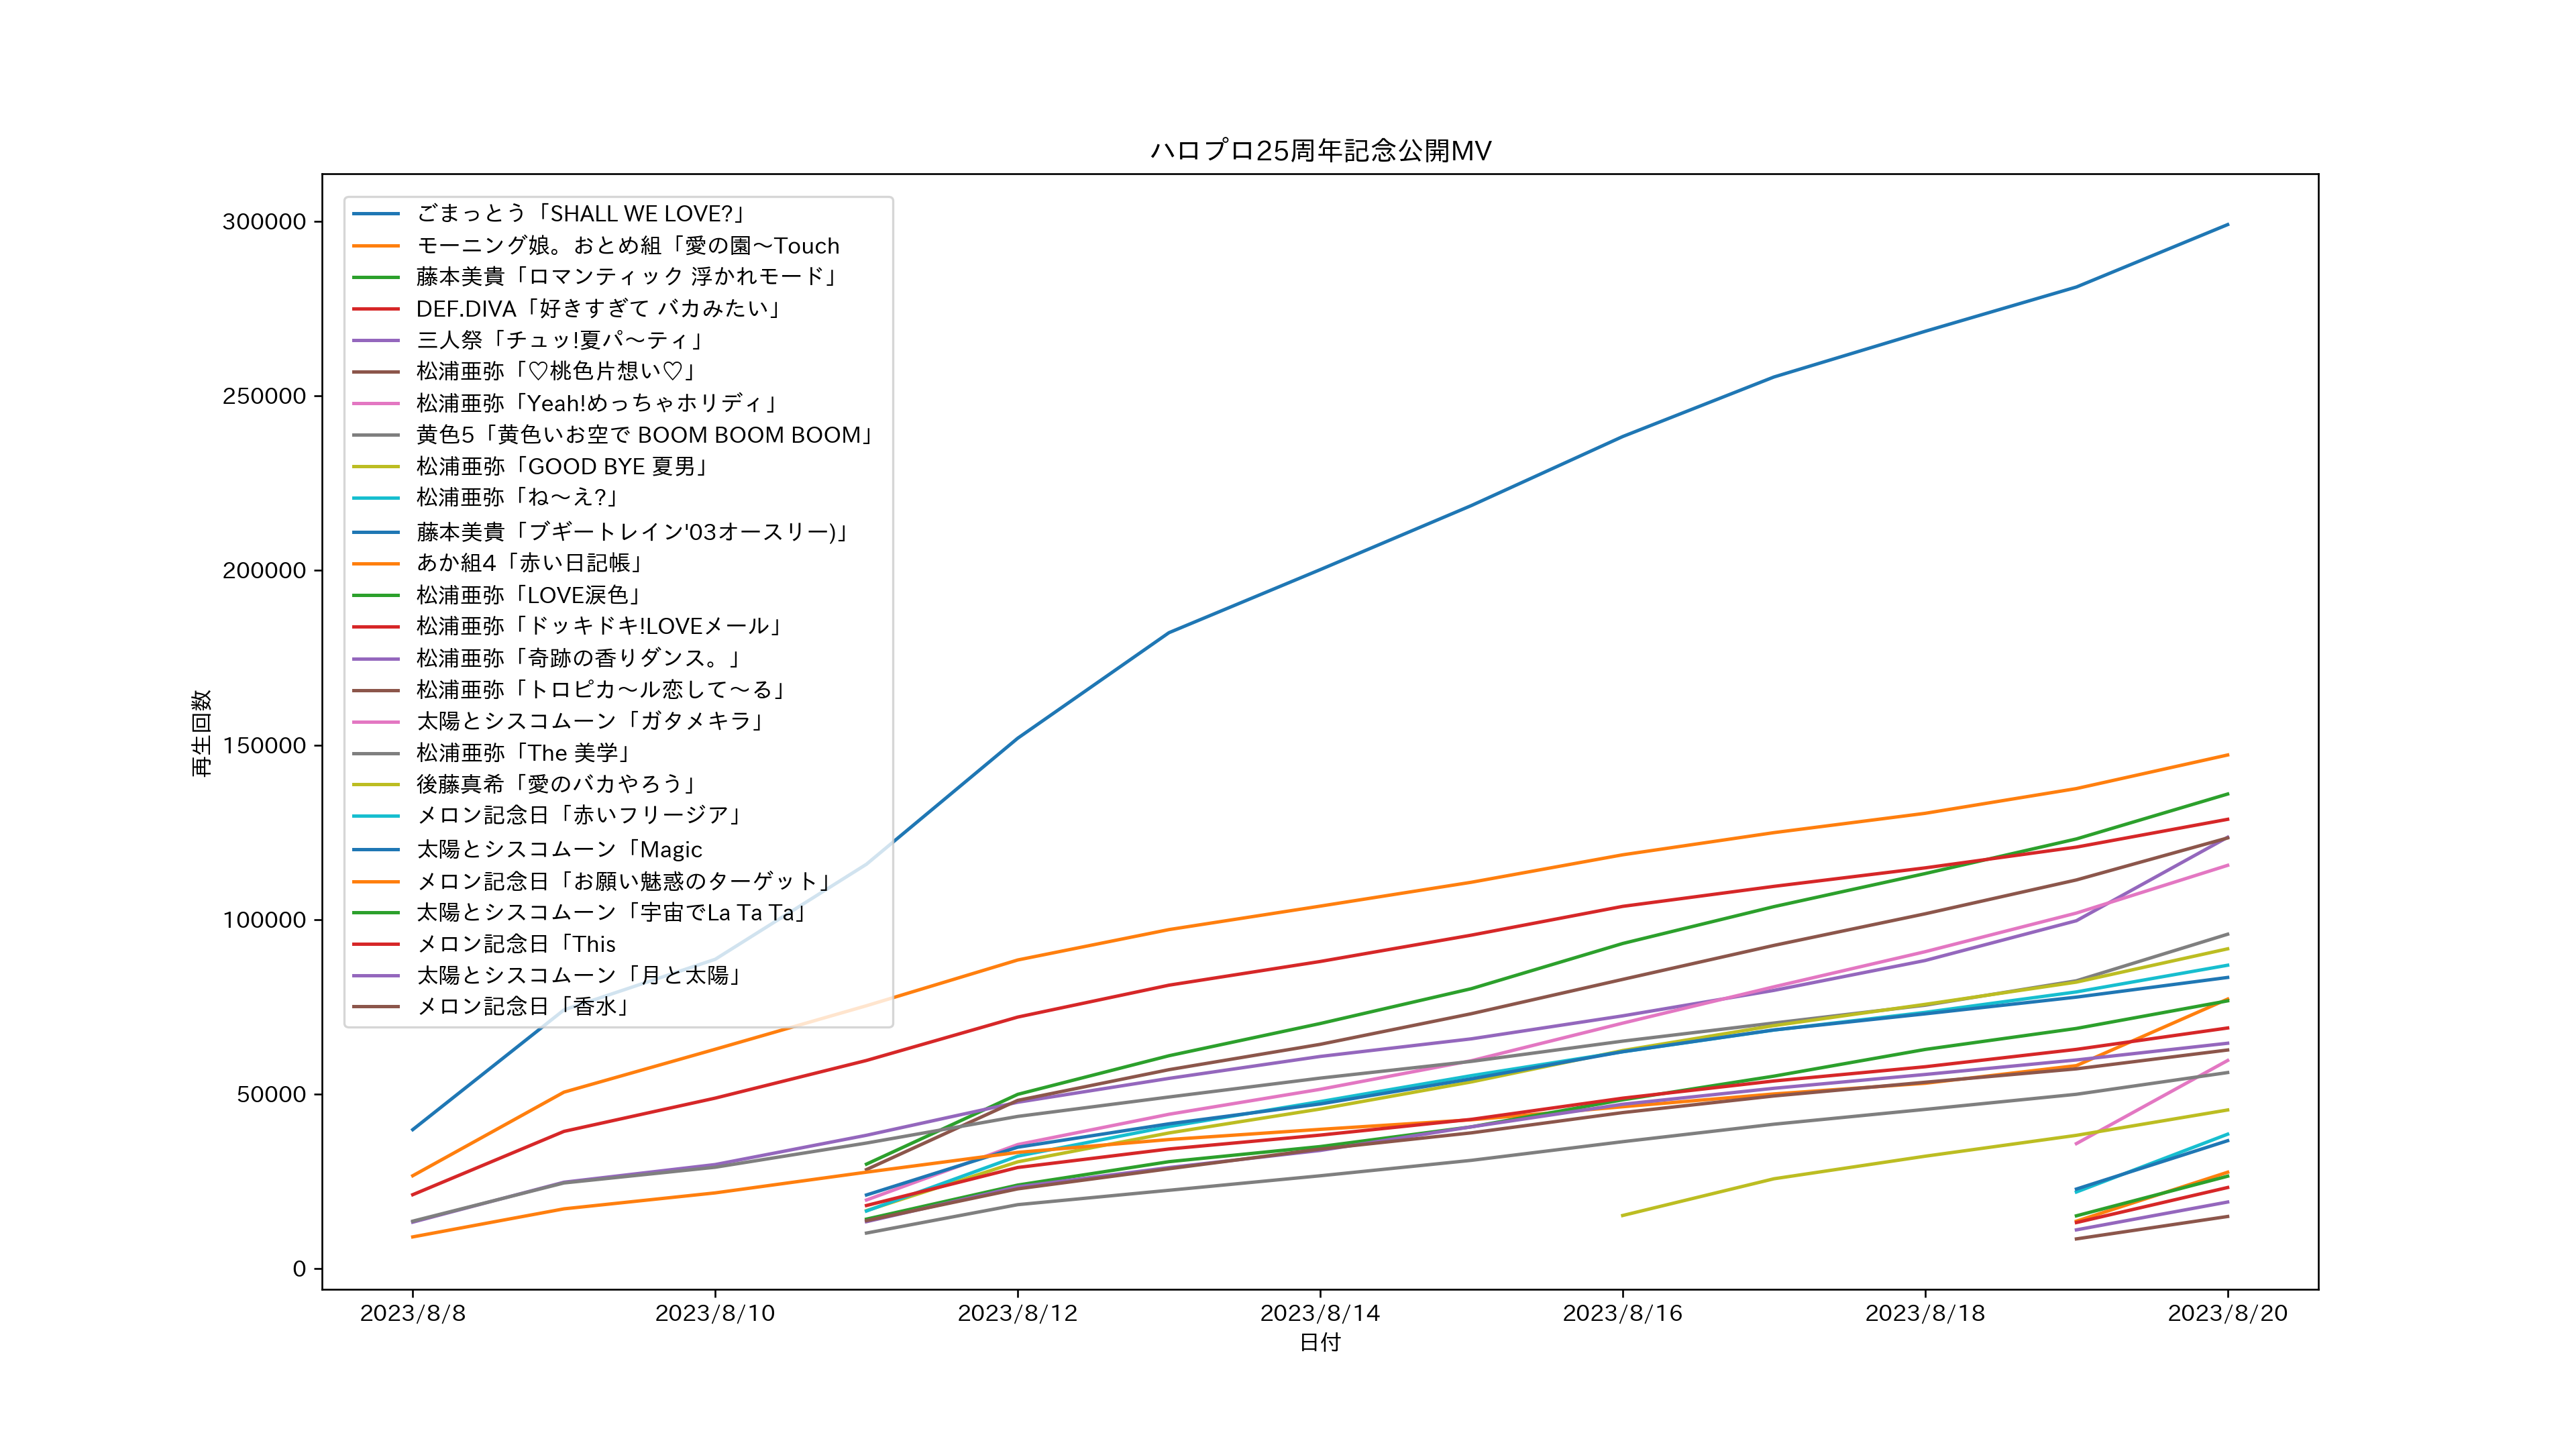 ハロプロ25周年記念公開MV
ごまっとう「SHALL WE LOVE?」
モーニング娘。おとめ組「愛の園〜Touch
藤本美貴「ロマンティック 浮かれモード」
DEF.DIVA「好きすぎて バカみたい」
三人祭「チュッ!夏パ〜ティ」
松浦亜弥「♡桃色片想い♡」
松浦亜弥「Yeah!めっちゃホリディ」
黄色5「黄色いお空で BOOM BOOM BOOM」
松浦亜弥「GOOD BYE 夏男」
松浦亜弥「ね〜え?」
藤本美貴「ブギートレイン'03オースリー)」
あか組4「赤い日記帳」
松浦亜弥「LOVE涙色」
松浦亜弥「ドッキドキ!LOVEメール」
松浦亜弥「奇跡の香りダンス。」
松浦亜弥「トロピカ〜ル恋して〜る」
太陽とシスコムーン「ガタメキラ」
松浦亜弥「The 美学」
後藤真希「愛のバカやろう」
メロン記念日「赤いフリージア」
太陽とシスコムーン「Magic
メロン記念日「お願い魅惑のターゲット」
太陽とシスコムーン「宇宙でLa Ta Ta」
メロン記念日「This
太陽とシスコムーン「月と太陽」
メロン記念日「香水」
再生回数
300000
250000
200000
150000
100000
50000
0
2023/8/8
2023/8/10
2023/8/12
2023/8/14
2023/8/16
2023/8/18
2023/8/20
日付